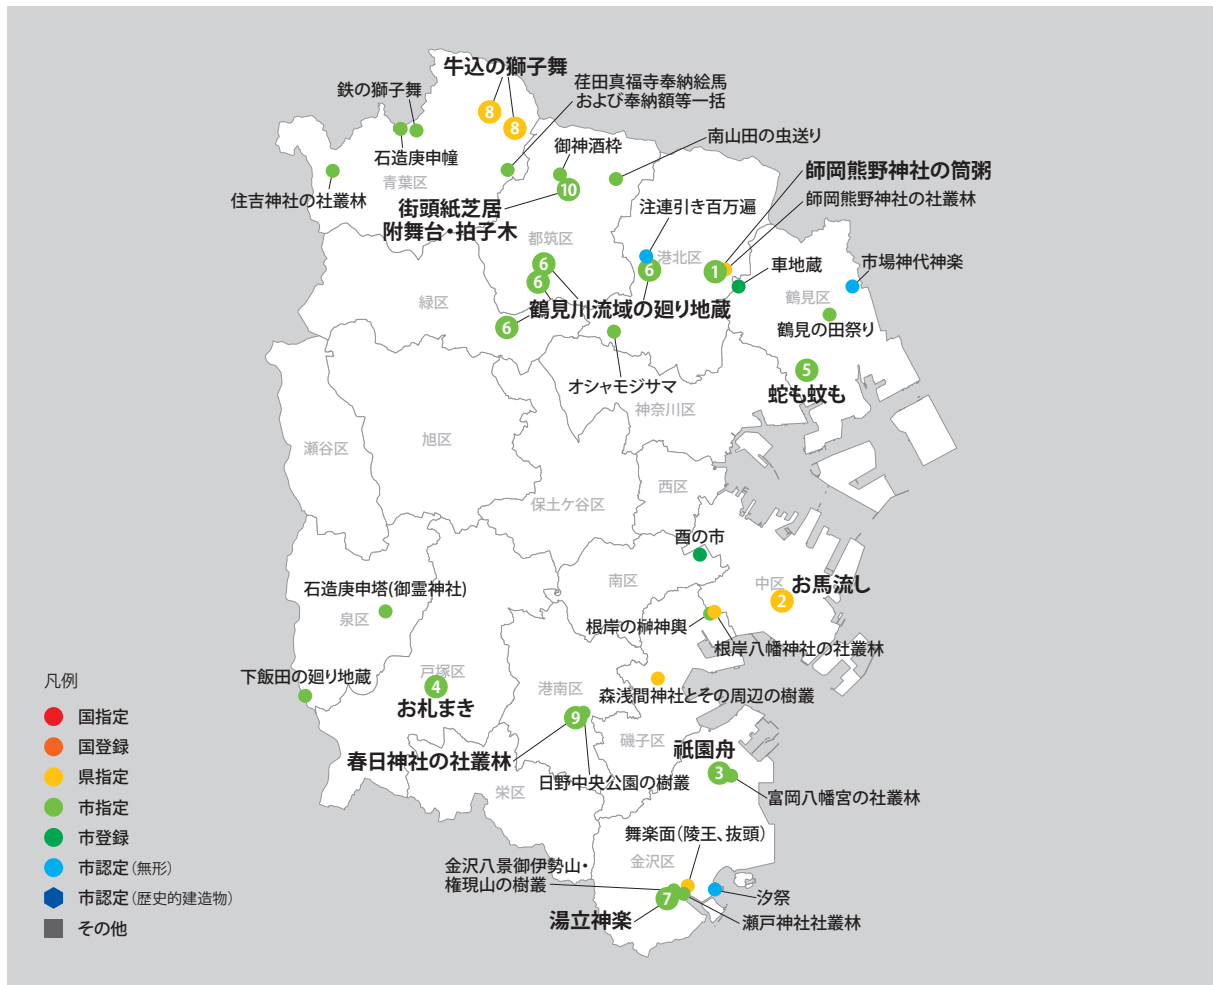 牛込の獅子舞
鉄の獅子舞
荏田真福寺奉納絵馬
および奉納額等一括
8
8
御神酒枠
南山田の虫送り
石造庚申幢
青葉区
住吉神社の社叢林
10
街頭紙芝居
附舞台・拍子木
師岡熊野神社の筒粥
師岡熊野神社の社叢林
注連引き百万遍
都筑区
港北区
6
6
6
1
車地蔵
市場神代神楽
鶴見区
緑区
鶴見川流域の廻り地蔵
6
鶴見の田祭り
オシャモジサマ
5
蛇も蚊も
神奈川区
瀬谷区
旭区
西区
保土ケ谷区
酉の市
南区
中区
お馬流し
2
石造庚申塔(御霊神社)
泉区
根岸の榊神輿
根岸八幡神社の社叢林
下飯田の廻り地蔵
戸塚区
4
お札まき
港南区
森浅間神社とその周辺の樹叢
9
磯子区
祇園舟
春日神社の社叢林
日野中央公園の樹叢
3
栄区
富岡八幡宮の社叢林
舞楽面(陵王、抜頭)
金沢区
金沢八景御伊勢山・
権現山の樹叢
7
汐祭
湯立神楽
瀬戸神社社叢林
凡例
国指定
国登録
県指定
市指定
市登録
市認定(無形)
市認定(歴史的建造物)
その他